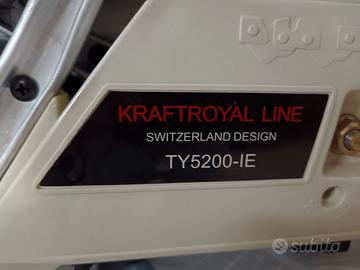 KRAFTROYAL LINE
SWITZERLAND DESIGN
TY5200-IE
subito